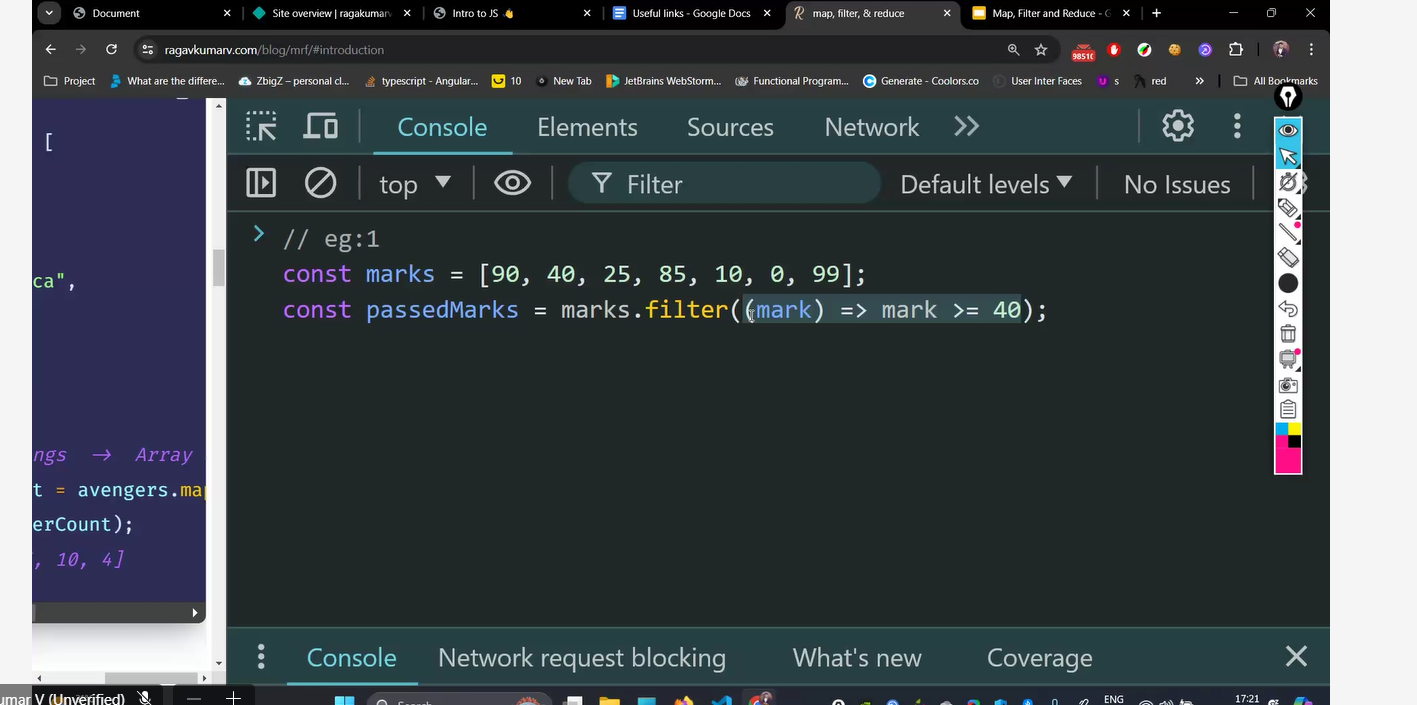 Document
Site overview | ragakumarv
Intro to JS 👋
Useful links - Google Docs
map, filter, & reduce
Map, Filter and Reduce - G
ragavkumarv.com/blog/mrf/#introduction
Project
What are the differe...
ZbigZ – personal cl...
typescript - Angular...
10
New Tab
JetBrains WebStorm...
Functional Programm...
Generate - Coolors.co
User Inter Faces
s
red
»
All Bookmarks
[
ca",
ngs → Array
t = avengers.map
erCount);
, 10, 4]
Console Elements Sources Network
top Filter Default levels No Issues
> // eg:1
const marks = [90, 40, 25, 85, 10, 0, 99];
const passedMarks = marks.filter((mark) => mark >= 40);
Console Network request blocking What's new Coverage
umar V (Unverified)
Search
ENG
17:21